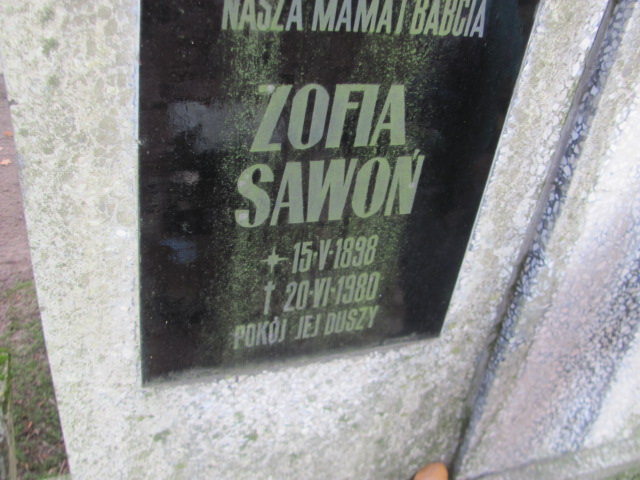 NASZA MAMA I BABCIA
ZOFIA
SAWOŃ
15·V·1898
† 20·VI·1980
POKÓJ JEJ DUSZY